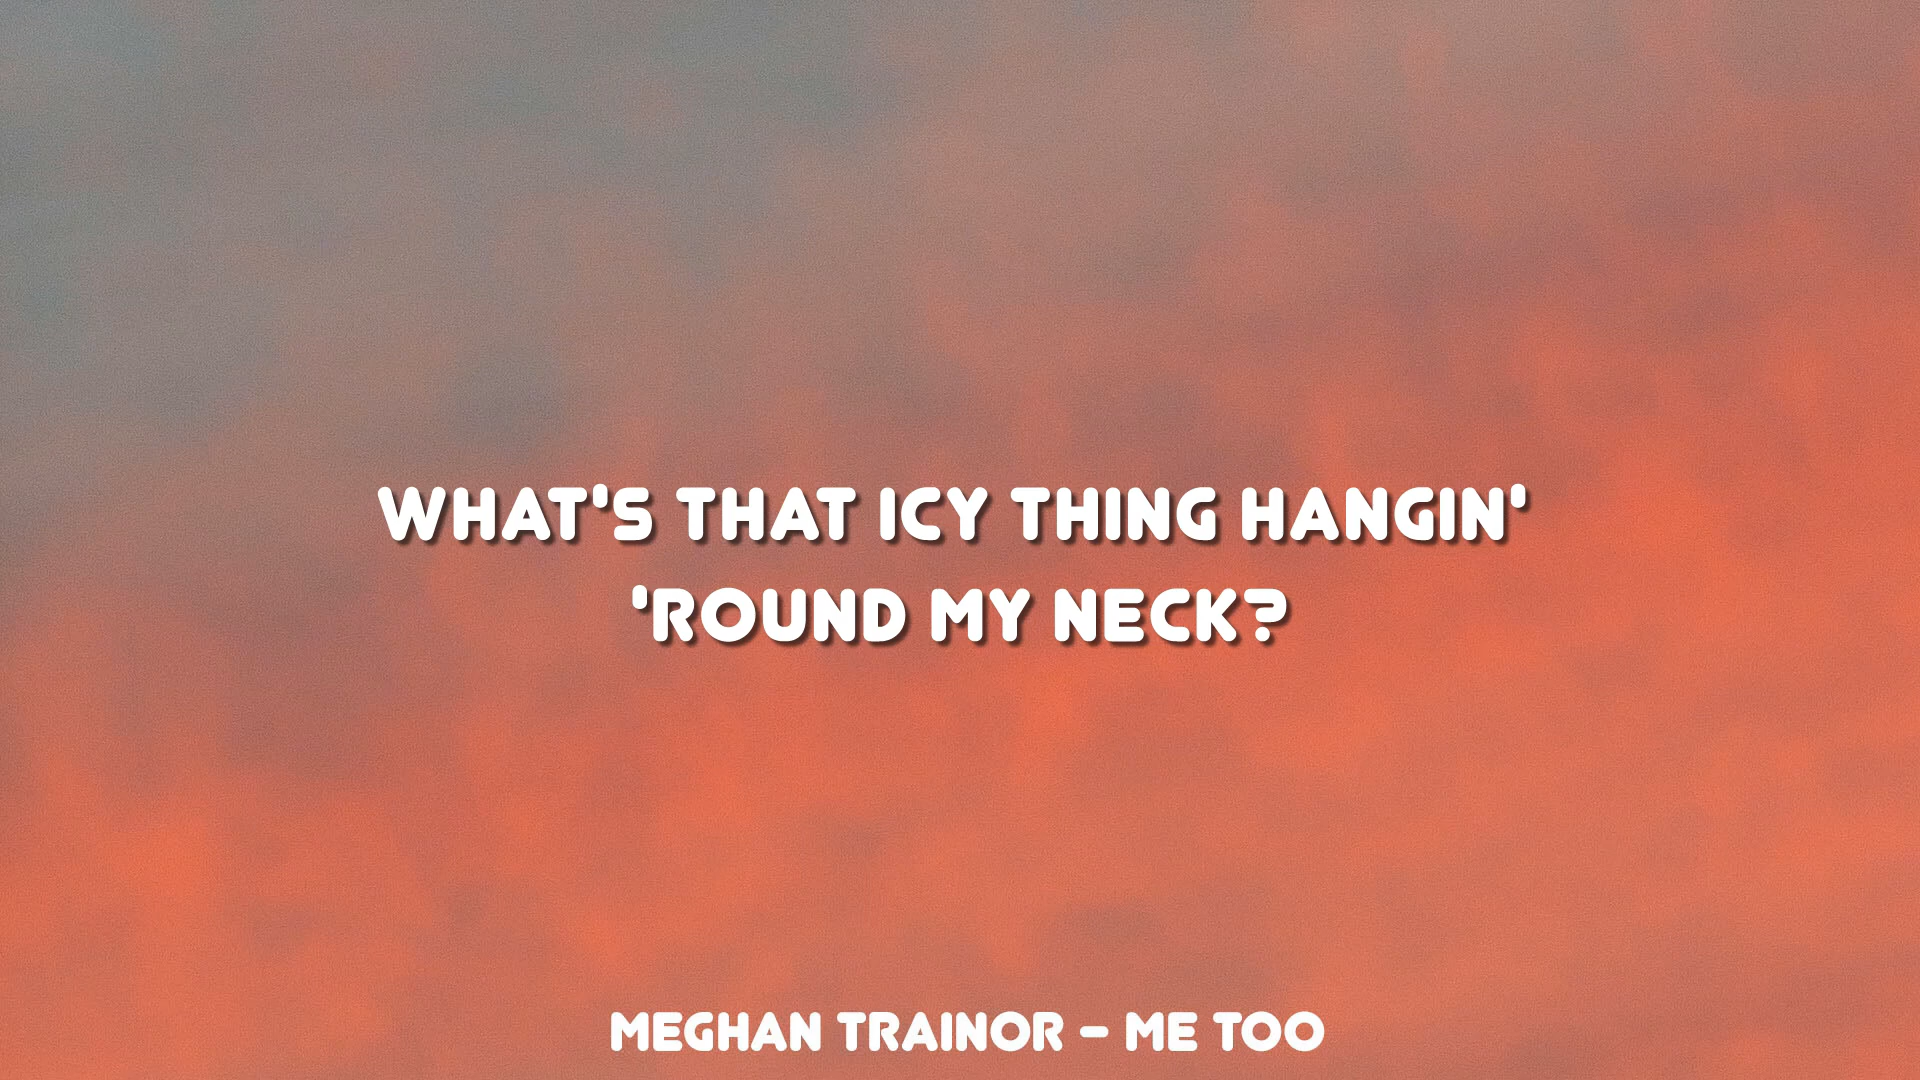 WHAT'S THAT ICY THING HANGIN'
'ROUND MY NECK?
MEGHAN TRAINOR - ME TOO